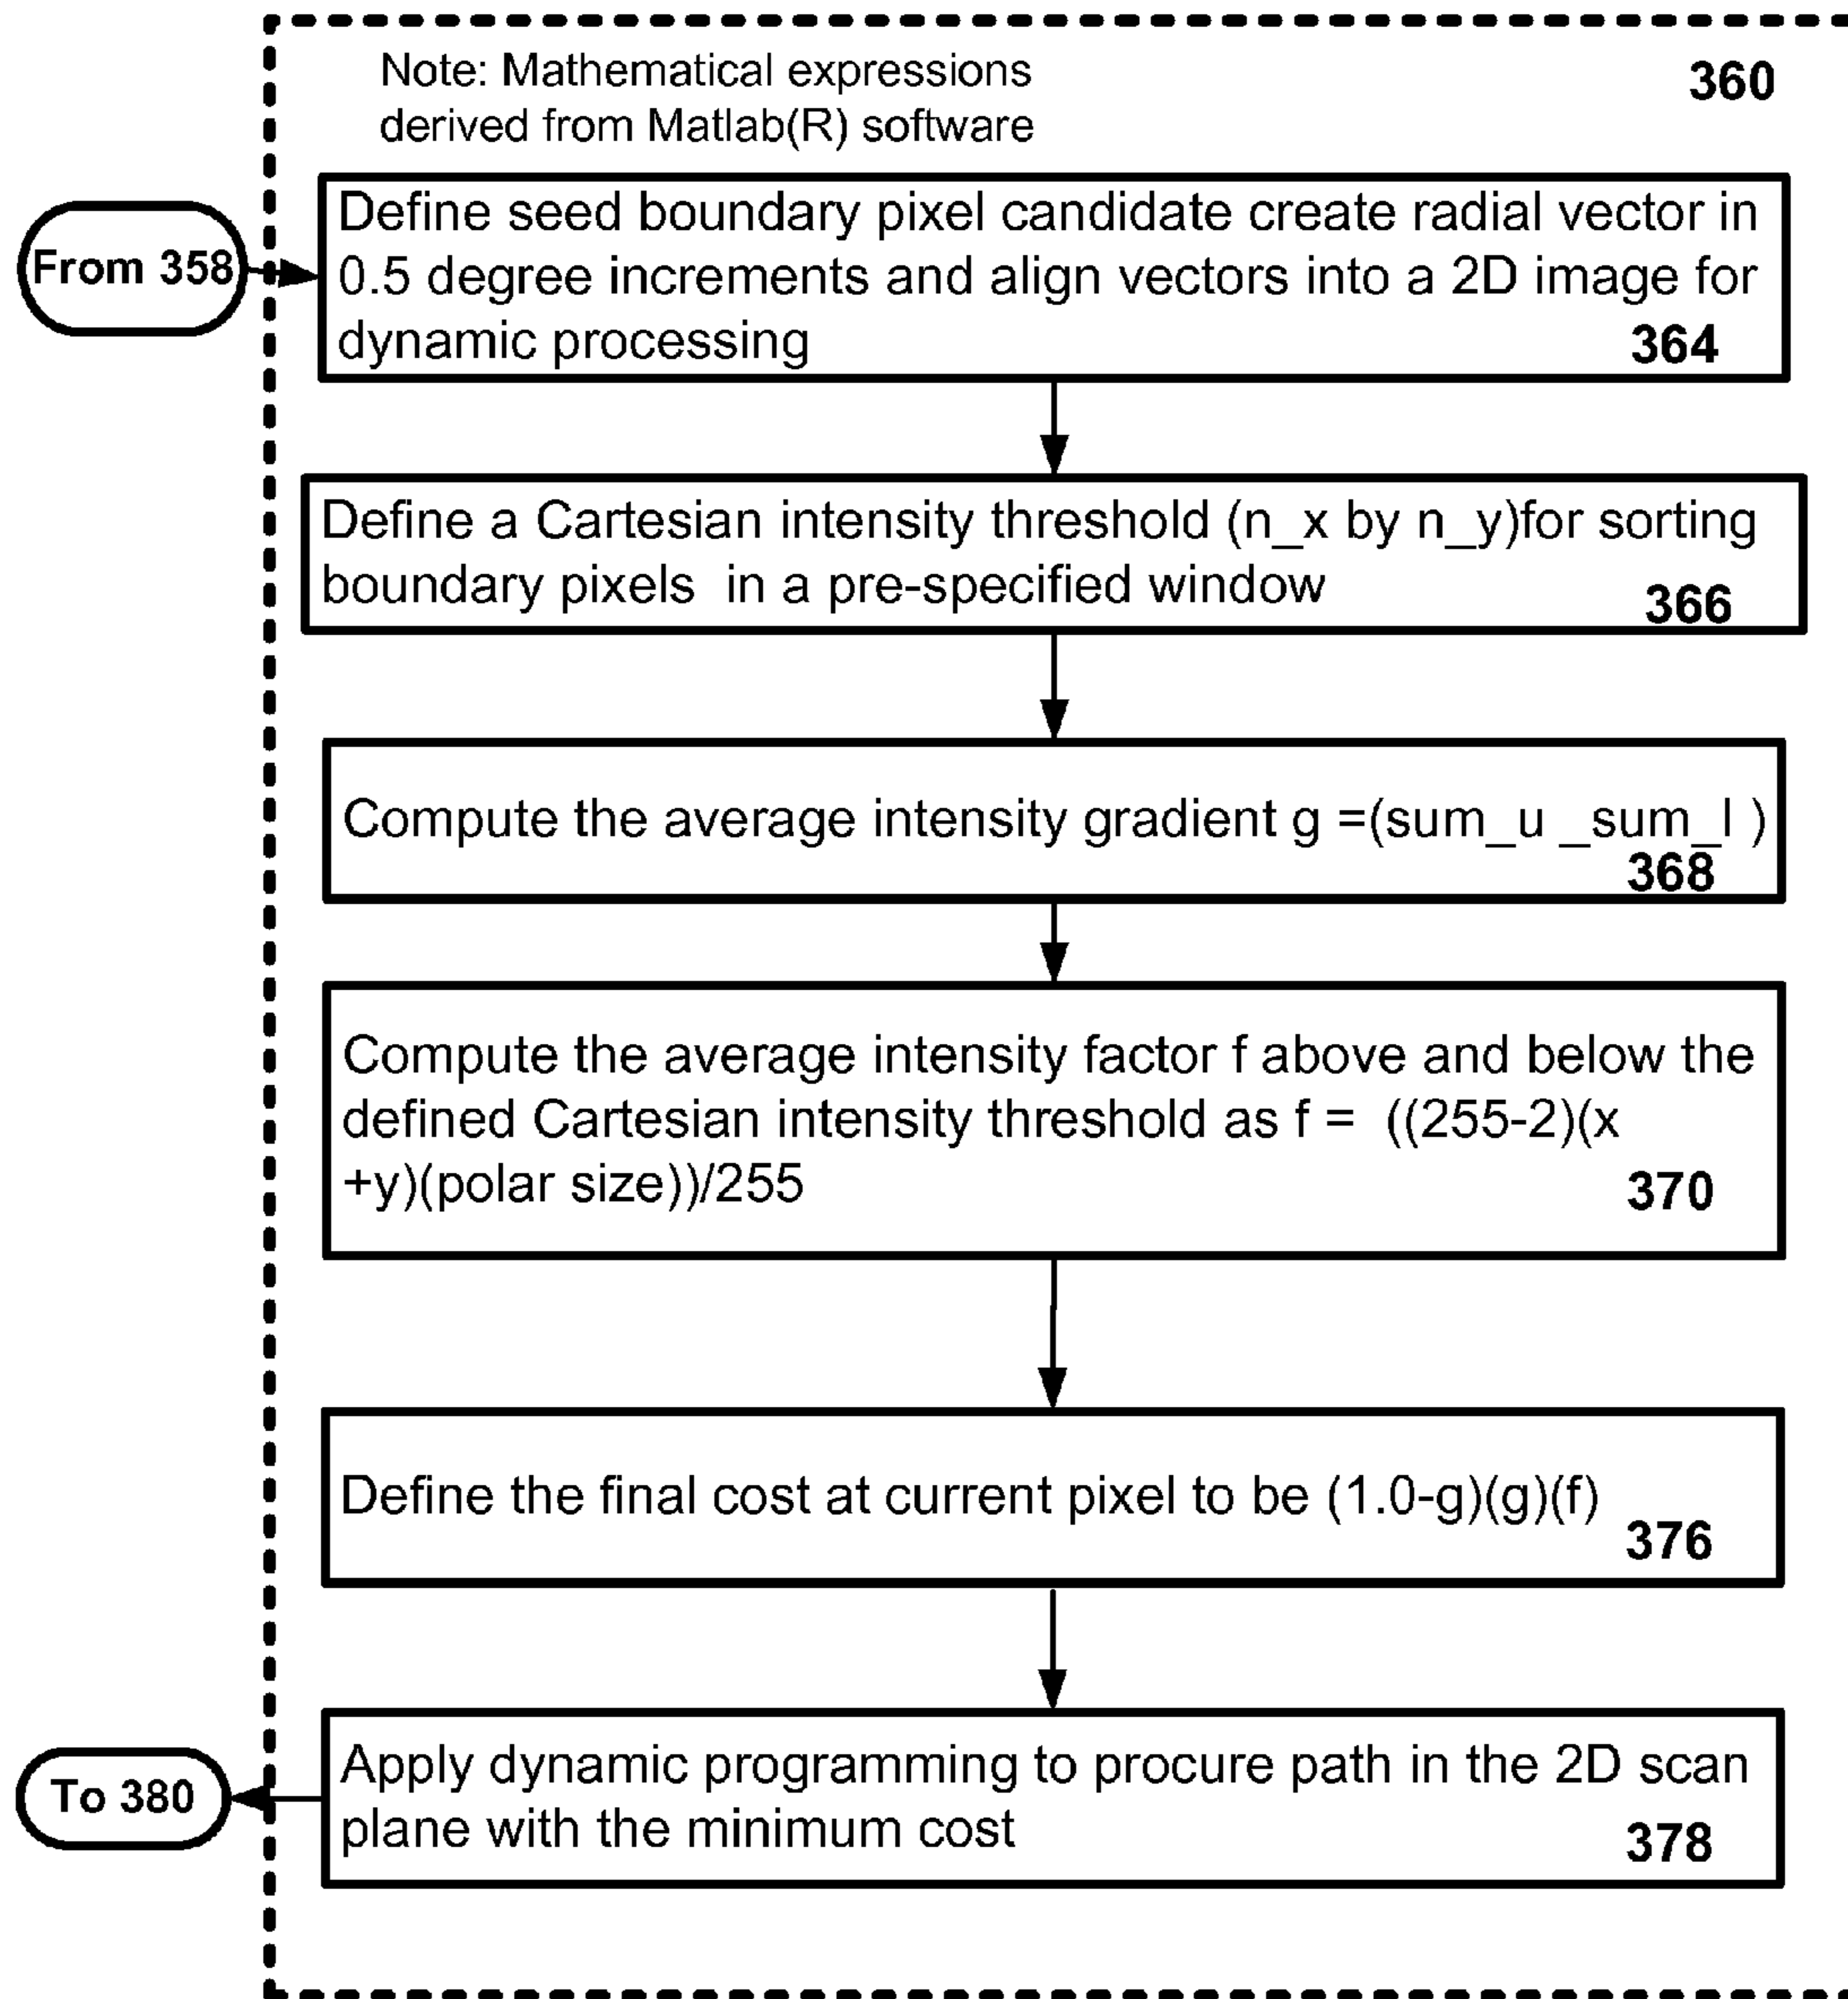 Note: Mathematical expressions
derived from Matlab(R) software
360
From 358
Define seed boundary pixel candidate create radial vector in
0.5 degree increments and align vectors into a 2D image for
dynamic processing
364
Define a Cartesian intensity threshold (n_x by n_y)for sorting
boundary pixels in a pre-specified window
366
Compute the average intensity gradient g =(sum_u _sum_l )
368
Compute the average intensity factor f above and below the
defined Cartesian intensity threshold as f = ((255-2)(x
+y)(polar size))/255
370
Define the final cost at current pixel to be (1.0-g)(g)(f)
376
Apply dynamic programming to procure path in the 2D scan
plane with the minimum cost
378
To 380